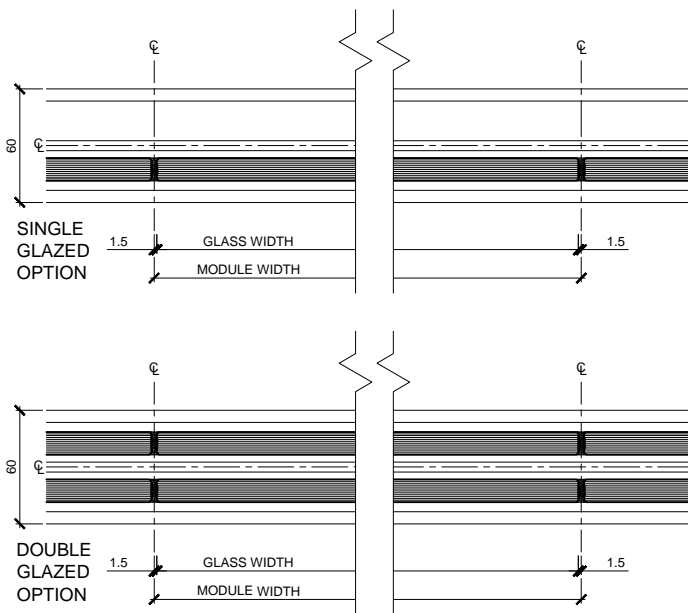 ℄ ℄
60
℄
SINGLE
GLAZED
OPTION
1.5 GLASS WIDTH 1.5
MODULE WIDTH
℄ ℄
60
℄
DOUBLE
GLAZED
OPTION
1.5 GLASS WIDTH 1.5
MODULE WIDTH